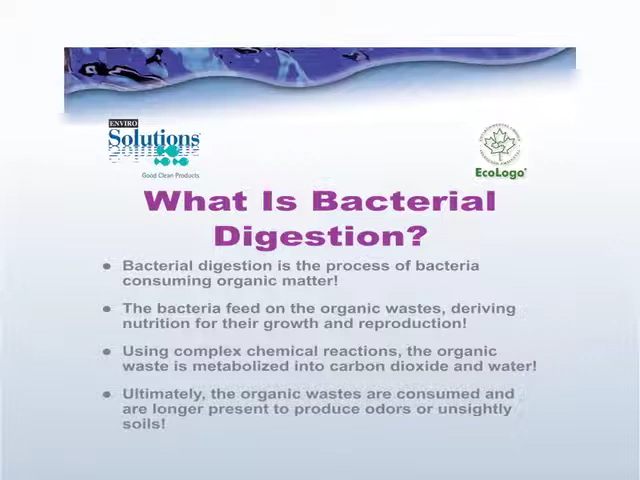 ENVIRO
Solutions
Good Clean Products
EcoLogo
What Is Bacterial
Digestion?
● Bacterial digestion is the process of bacteria
consuming organic matter!
● The bacteria feed on the organic wastes, deriving
nutrition for their growth and reproduction!
● Using complex chemical reactions, the organic
waste is metabolized into carbon dioxide and water!
● Ultimately, the organic wastes are consumed and
are longer present to produce odors or unsightly
soils!